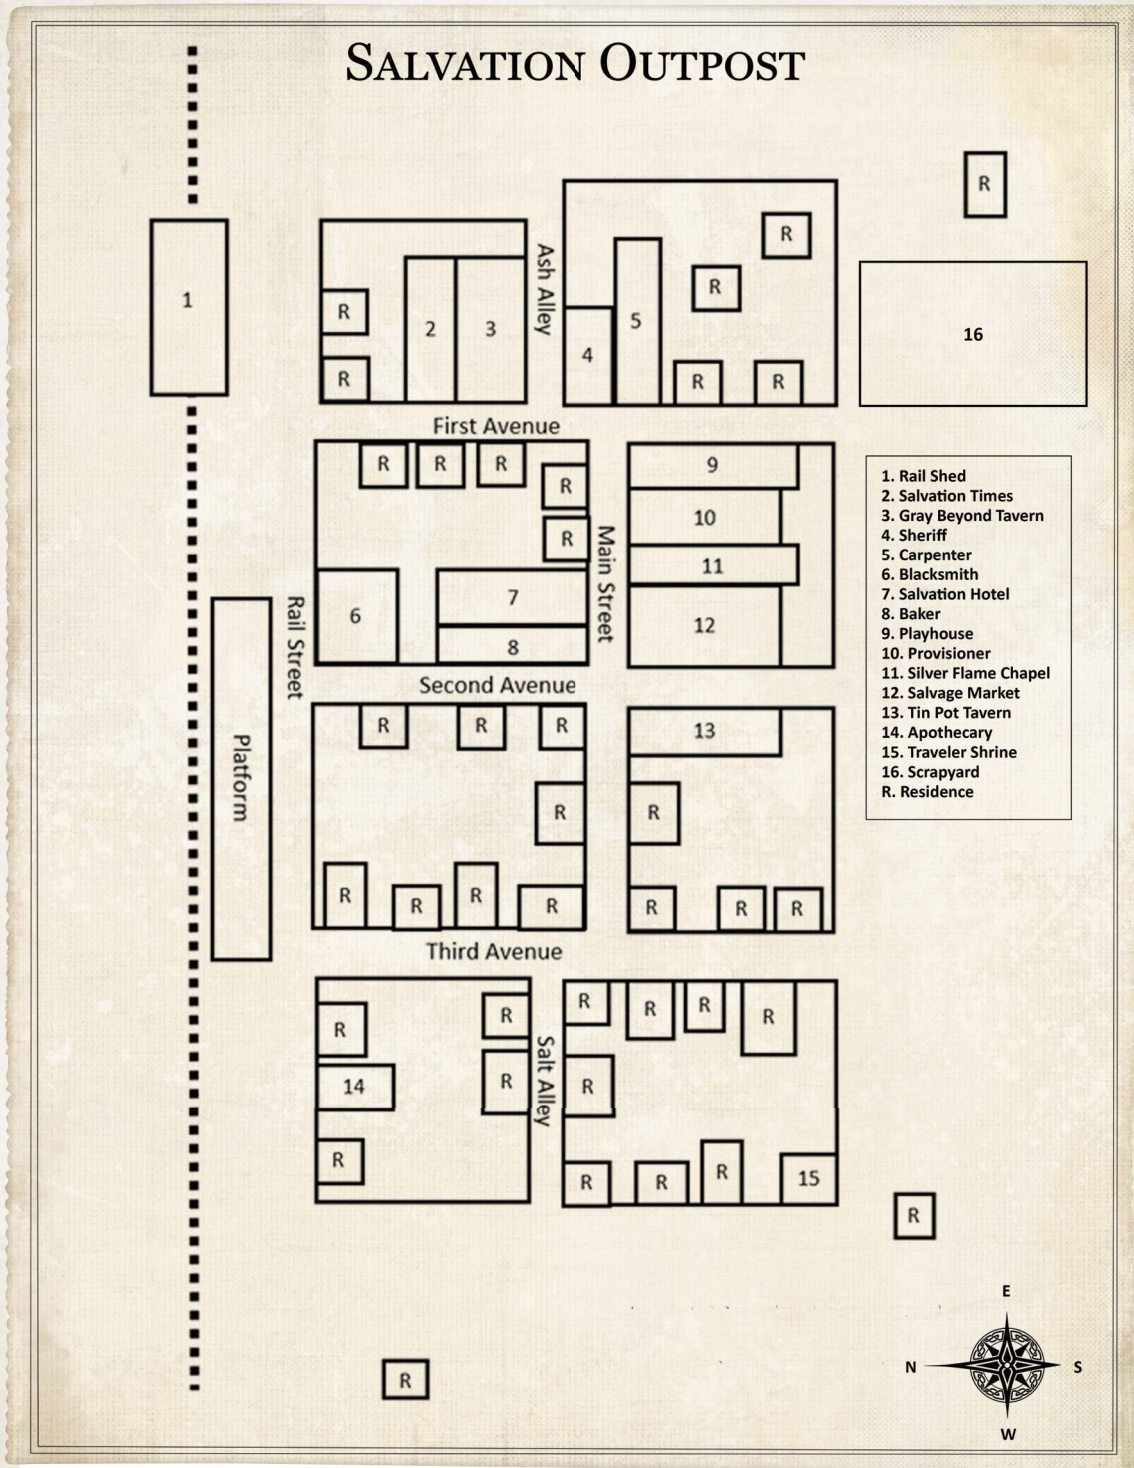 SALVATION OUTPOST
R
1
R
R
R
Ash Alley
R
2
3
5
16
4
R
R
R
First Avenue
R
R
R
R
9
R
10
Main Street
11
7
12
6
8
Rail Street
Second Avenue
1. Rail Shed
2. Salvation Times
3. Gray Beyond Tavern
4. Sheriff
5. Carpenter
6. Blacksmith
7. Salvation Hotel
8. Baker
9. Playhouse
10. Provisioner
11. Silver Flame Chapel
12. Salvage Market
13. Tin Pot Tavern
14. Apothecary
15. Traveler Shrine
16. Scrapyard
R. Residence
R
R
R
13
Platform
R
R
R
R
R
R
R
R
R
Third Avenue
R
R
R
R
R
R
14
R
Salt Alley
R
R
R
R
R
R
15
R
R
E
N
S
W